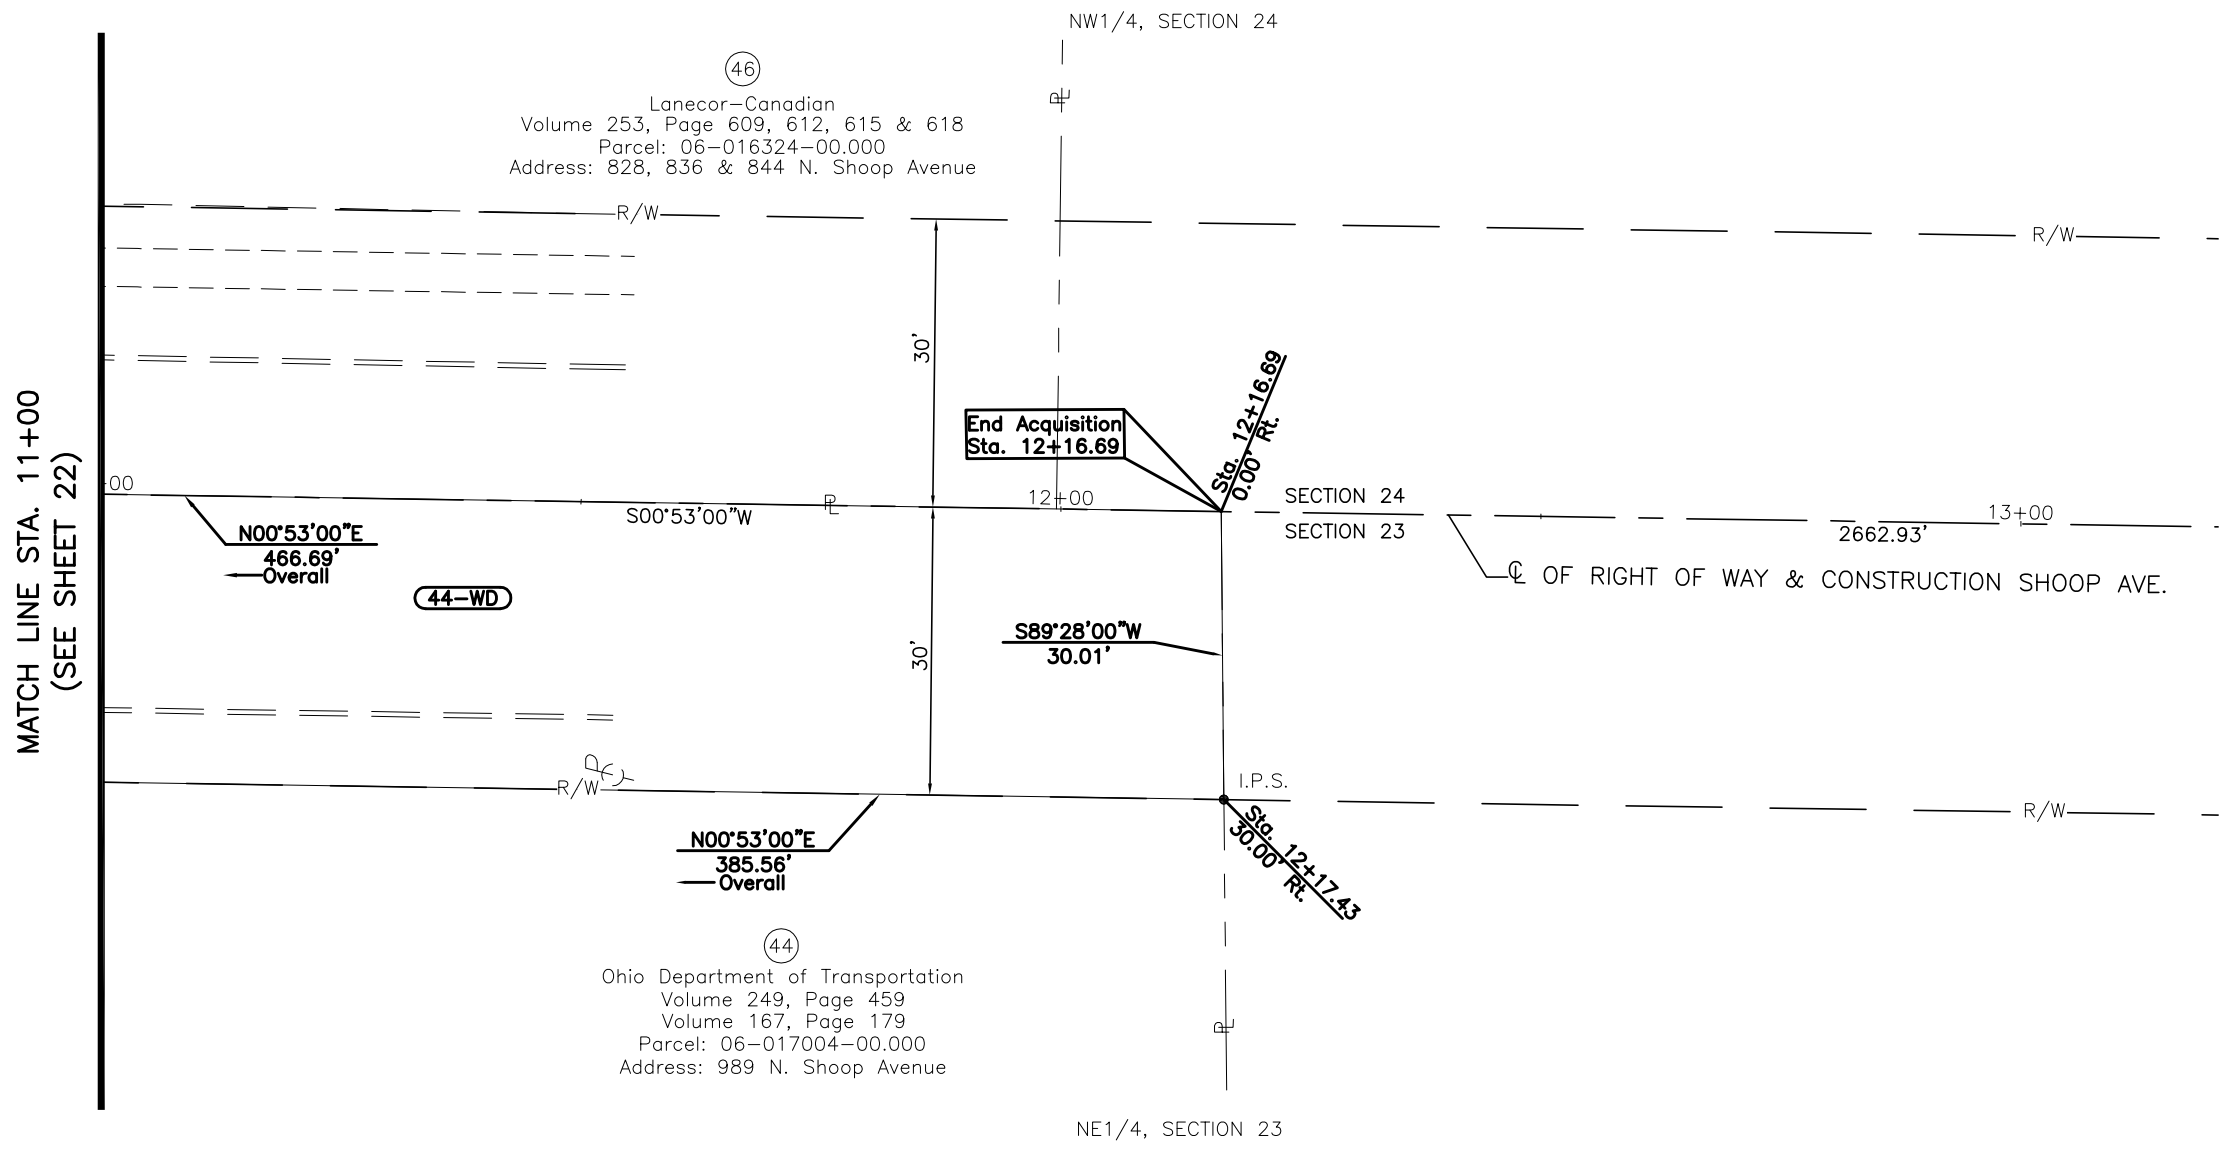 NW1/4, SECTION 24
46
Lanecor-Canadian
Volume 253, Page 609, 612, 615 & 618
Parcel: 06-016324-00.000
Address: 828, 836 & 844 N. Shoop Avenue
PL
R/W
R/W
30'
MATCH LINE STA. 11+00
(SEE SHEET 22)
End Acquisition
Sta. 12+16.69
Sta. 12+16.69
0.00' Rt.
+00
PL
12+00
S00°53'00"W
SECTION 24
SECTION 23
13+00
2662.93'
N00°53'00"E
466.69'
Overall
44-WD
CL OF RIGHT OF WAY & CONSTRUCTION SHOOP AVE.
30'
S89°28'00"W
30.01'
R/W
I.P.S.
R/W
Sta. 12+17.43
30.00' Rt.
N00°53'00"E
385.56'
Overall
44
Ohio Department of Transportation
Volume 249, Page 459
Volume 167, Page 179
Parcel: 06-017004-00.000
Address: 989 N. Shoop Avenue
PL
NE1/4, SECTION 23